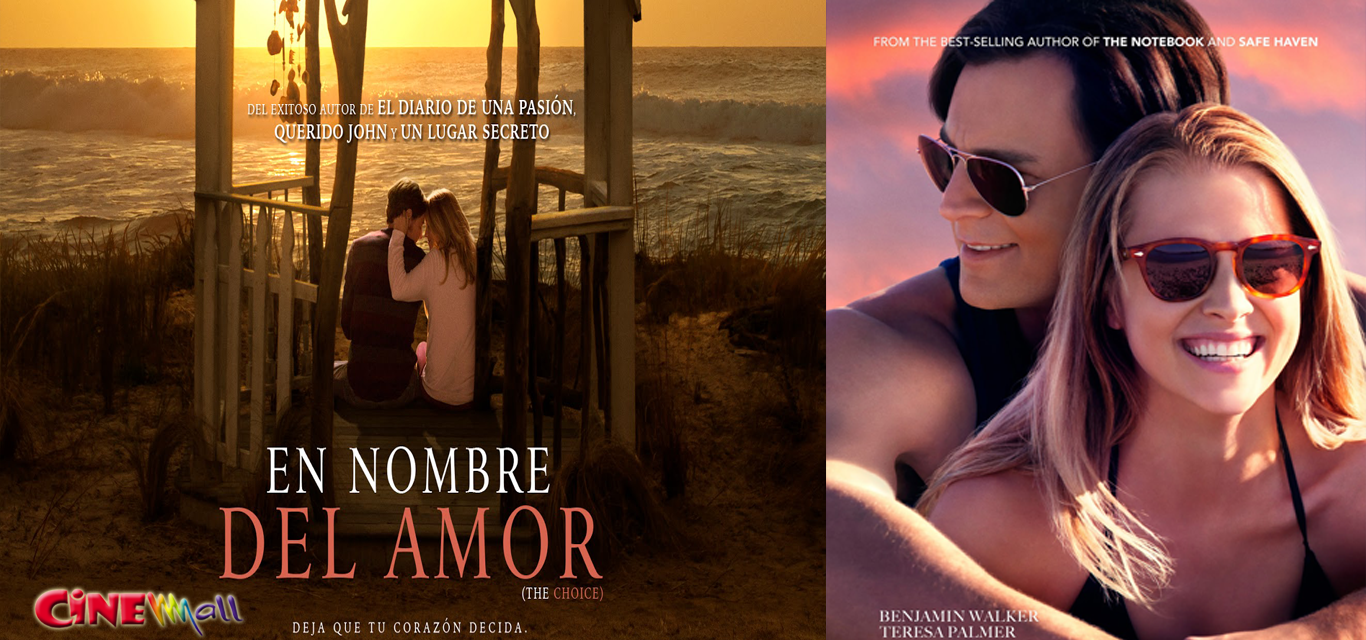 DEL EXITOSO AUTOR DE EL DIARIO DE UNA PASIÓN,
QUERIDO JOHN Y UN LUGAR SECRETO
EN NOMBRE
DEL AMOR
(THE CHOICE)
DEJA QUE TU CORAZÓN DECIDA.
CiNEMall
FROM THE BEST-SELLING AUTHOR OF THE NOTEBOOK AND SAFE HAVEN
BENJAMIN WALKER
TERESA PALMER